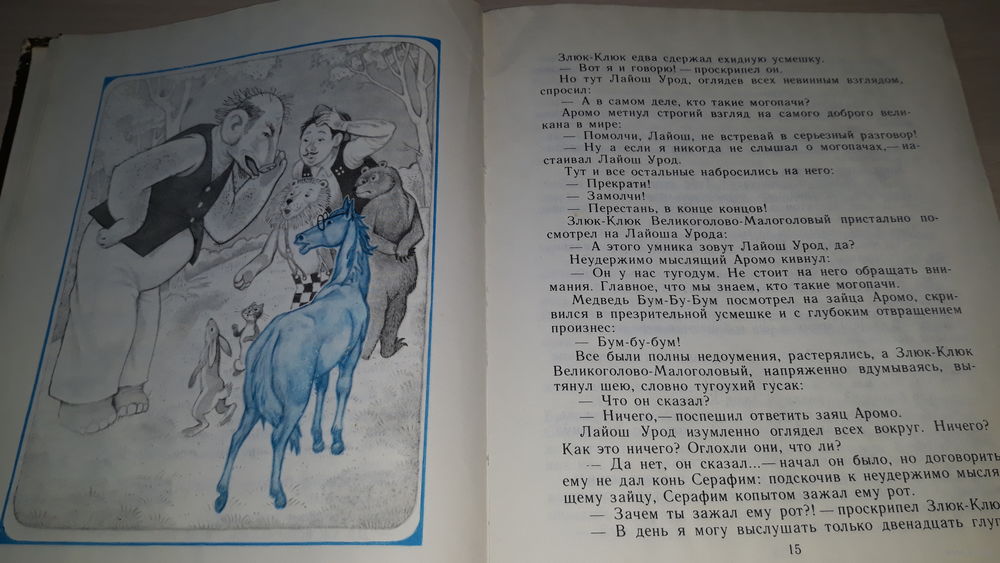 Злюк-Клюк едва сдержал ехидную усмешку.
— Вот я и говорю! — проскрипел он.
Но тут Лайош Урод, оглядев всех невинным взглядом,
спросил:
— А в самом деле, кто такие могопачи?
Аромо метнул строгий взгляд на самого доброго вели-
кана в мире:
— Помолчи, Лайош, не встревай в серьезный разговор!
— Ну а если я никогда не слышал о могопачах,— на-
стаивал Лайош Урод.
Тут и все остальные набросились на него:
— Прекрати!
— Замолчи!
— Перестань, в конце концов!
Злюк-Клюк Великоголово-Малоголовый пристально по-
смотрел на Лайоша Урода:
— А этого умника зовут Лайош Урод, да?
Неудержимо мыслящий Аромо кивнул:
— Он у нас тугодум. Не стоит на него обращать вни-
мания. Главное, что мы знаем, кто такие могопачи.
Медведь Бум-Бу-Бум посмотрел на зайца Аромо, скри-
вился в презрительной усмешке и с глубоким отвращением
произнес:
— Бум-бу-бум!
Все были полны недоумения, растерялись, а Злюк-Клюк
Великоголово-Малоголовый, напряженно вдумываясь, вы-
тянул шею, словно тугоухий гусак:
— Что он сказал?
— Ничего,— поспешил ответить заяц Аромо.
Лайош Урод изумленно оглядел всех вокруг. Ничего?
Как это ничего? Оглохли они, что ли?
— Да нет, он сказал...— начал он было, но договорить
ему не дал конь Серафим: подскочив к неудержимо мысля
щему зайцу, Серафим копытом зажал ему рот.
— Зачем ты зажал ему рот?! — проскрипел Злюк-Клюк
— В день я могу выслушать только двенадцать глуп
15